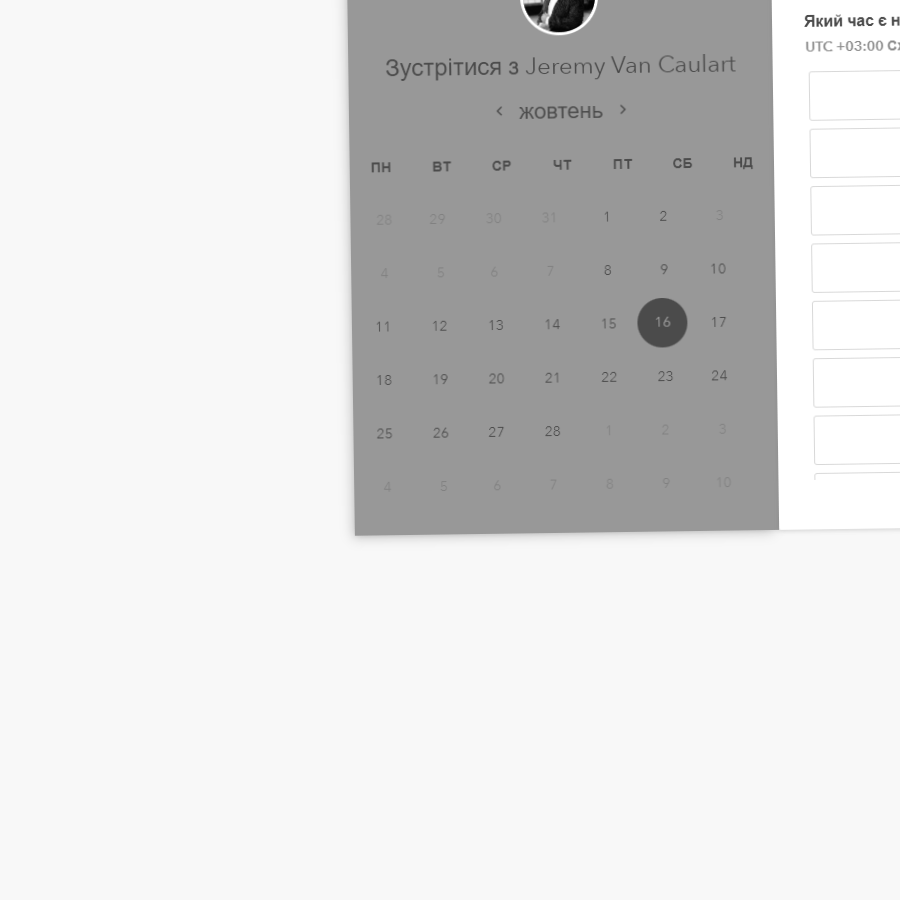 Зустрітися з Jeremy Van Caulart
‹ жовтень ›
ПН ВТ СР ЧТ ПТ СБ НД
28 29 30 31 1 2 3
4 5 6 7 8 9 10
11 12 13 14 15 16 17
18 19 20 21 22 23 24
25 26 27 28 1 2 3
4 5 6 7 8 9 10
Який час є
UTC +03:00